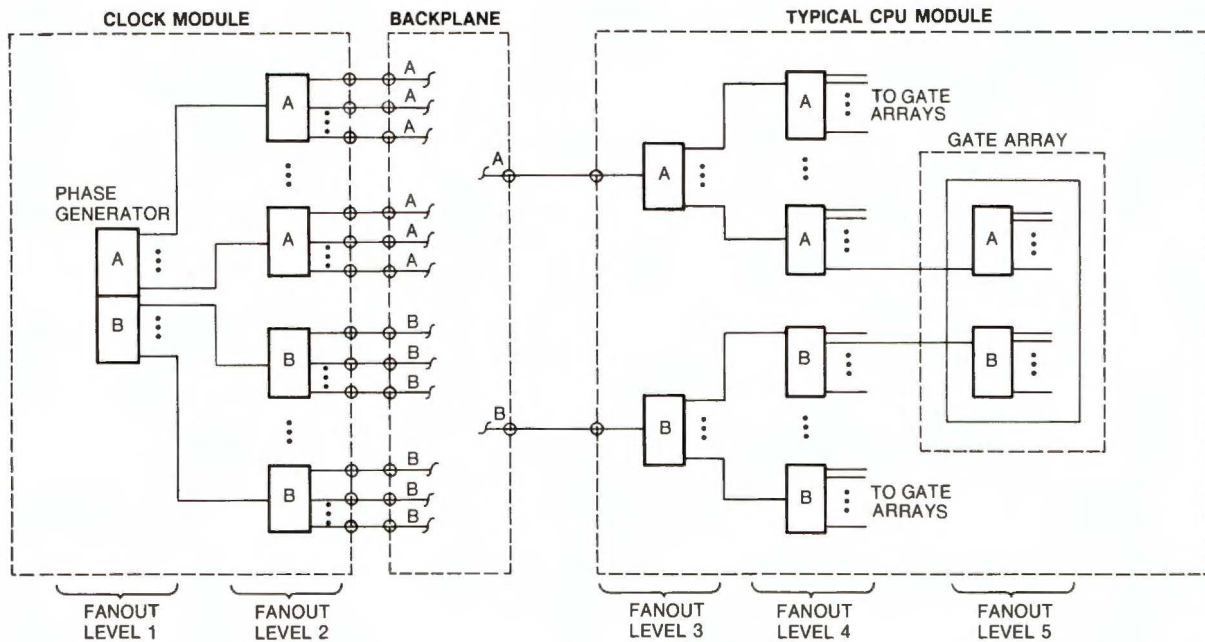 CLOCK MODULE
BACKPLANE
TYPICAL CPU MODULE
PHASE
GENERATOR
A
B
A
A
B
B
A
A
A
A
A
A
B
B
B
B
B
B
A
B
A
B
A
A
TO GATE
ARRAYS
B
B
TO GATE
ARRAYS
GATE ARRAY
A
B
FANOUT
LEVEL 1
FANOUT
LEVEL 2
FANOUT
LEVEL 3
FANOUT
LEVEL 4
FANOUT
LEVEL 5